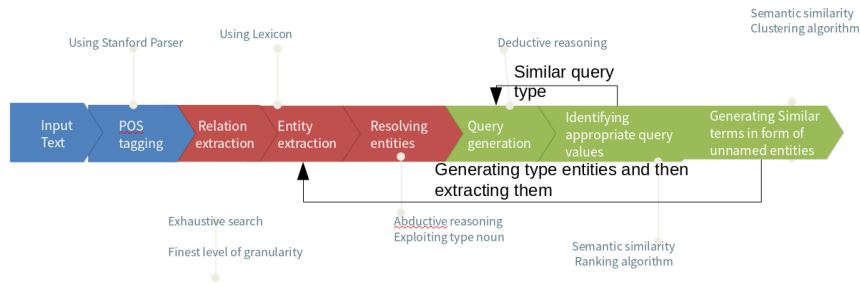 Semantic similarity
Clustering algorithm
Using Lexicon
Using Stanford Parser
Deductive reasoning
Similar query
type
Input
Text
POS
tagging
Relation
extraction
Entity
extraction
Resolving
entities
Query
generation
Identifying
appropriate query
values
Generating Similar
terms in form of
unnamed entities
Generating type entities and then
extracting them
Exhaustive search
Finest level of granularity
Abductive reasoning
Exploiting type noun
Semantic similarity
Ranking algorithm